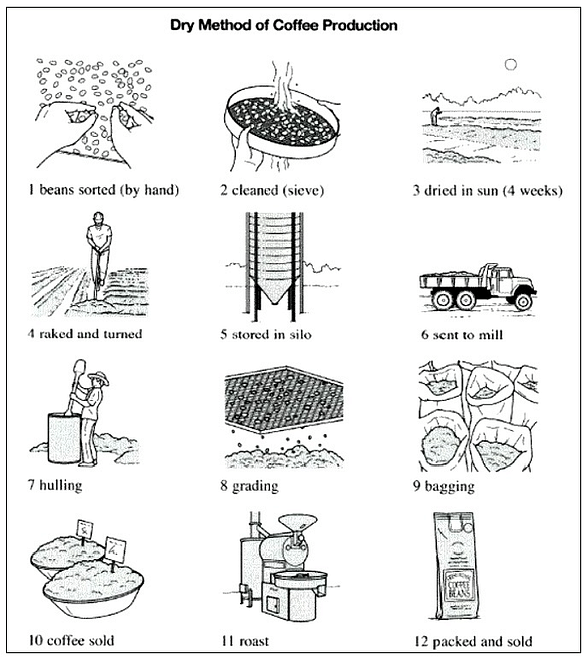 Dry Method of Coffee Production
1 beans sorted (by hand)
2 cleaned (sieve)
3 dried in sun (4 weeks)
4 raked and turned
5 stored in silo
6 sent to mill
7 hulling
8 grading
9 bagging
10 coffee sold
11 roast
COFFEE
BEANS
12 packed and sold